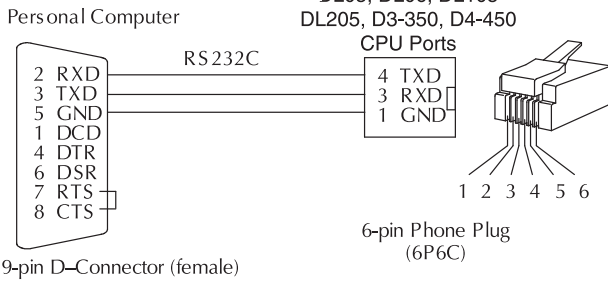 Personal Computer
DL205, D3-350, D4-450
CPU Ports
RS232C
2 RXD
3 TXD
5 GND
1 DCD
4 DTR
6 DSR
7 RTS
8 CTS
4 TXD
3 RXD
1 GND
1 2 3 4 5 6
6-pin Phone Plug
(6P6C)
9-pin D–Connector (female)